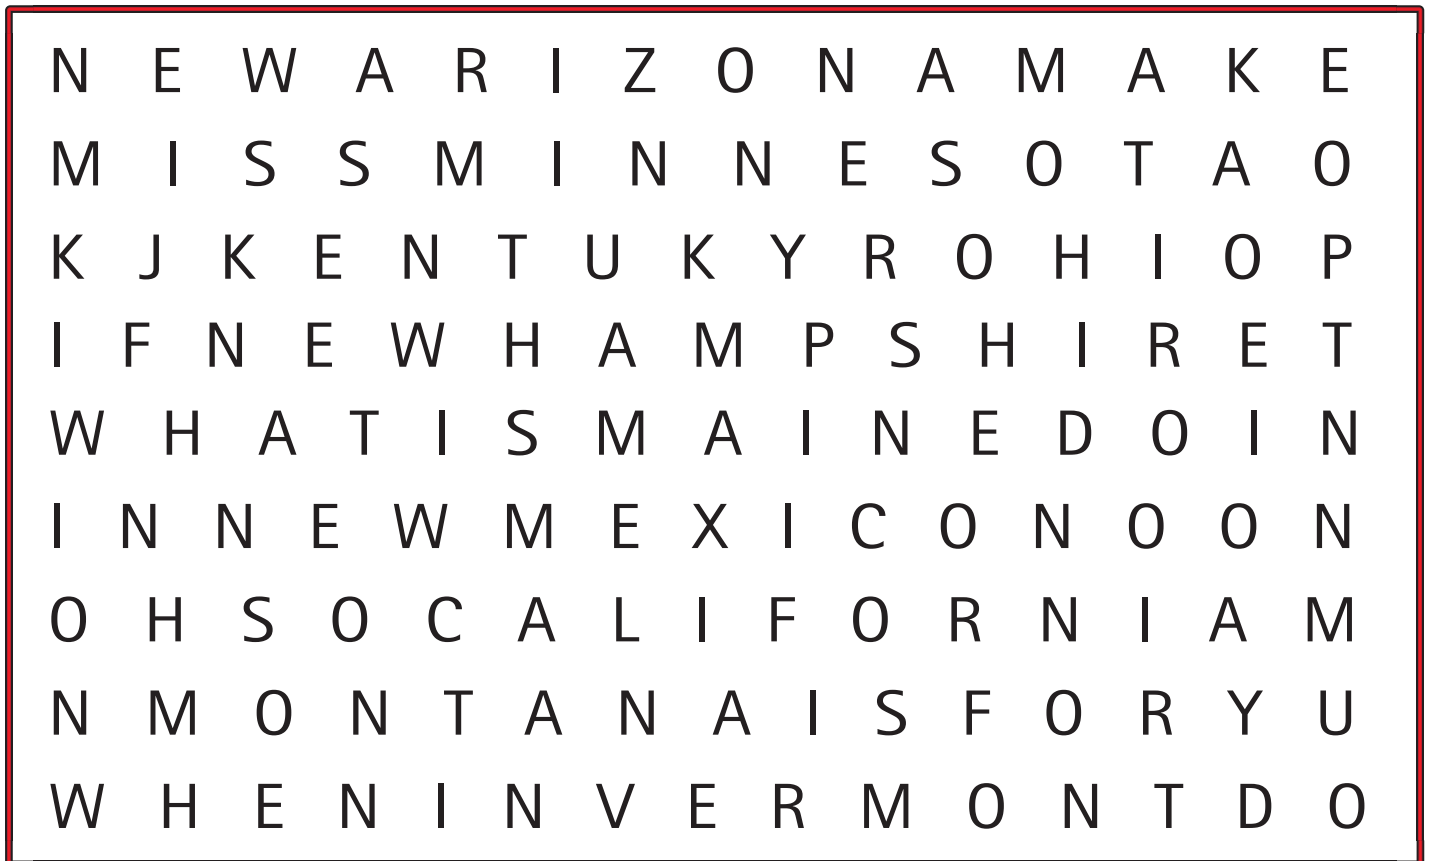 N E W A R I Z O N A M A K E
M I S S M I N N E S O T A O
K J K E N T U K Y R O H I O P
I F N E W H A M P S H I R E T
W H A T I S M A I N E D O I N
I N N E W M E X I C O N O O N
O H S O C A L I F O R N I A M
N M O N T A N A I S F O R Y U
W H E N I N V E R M O N T D O